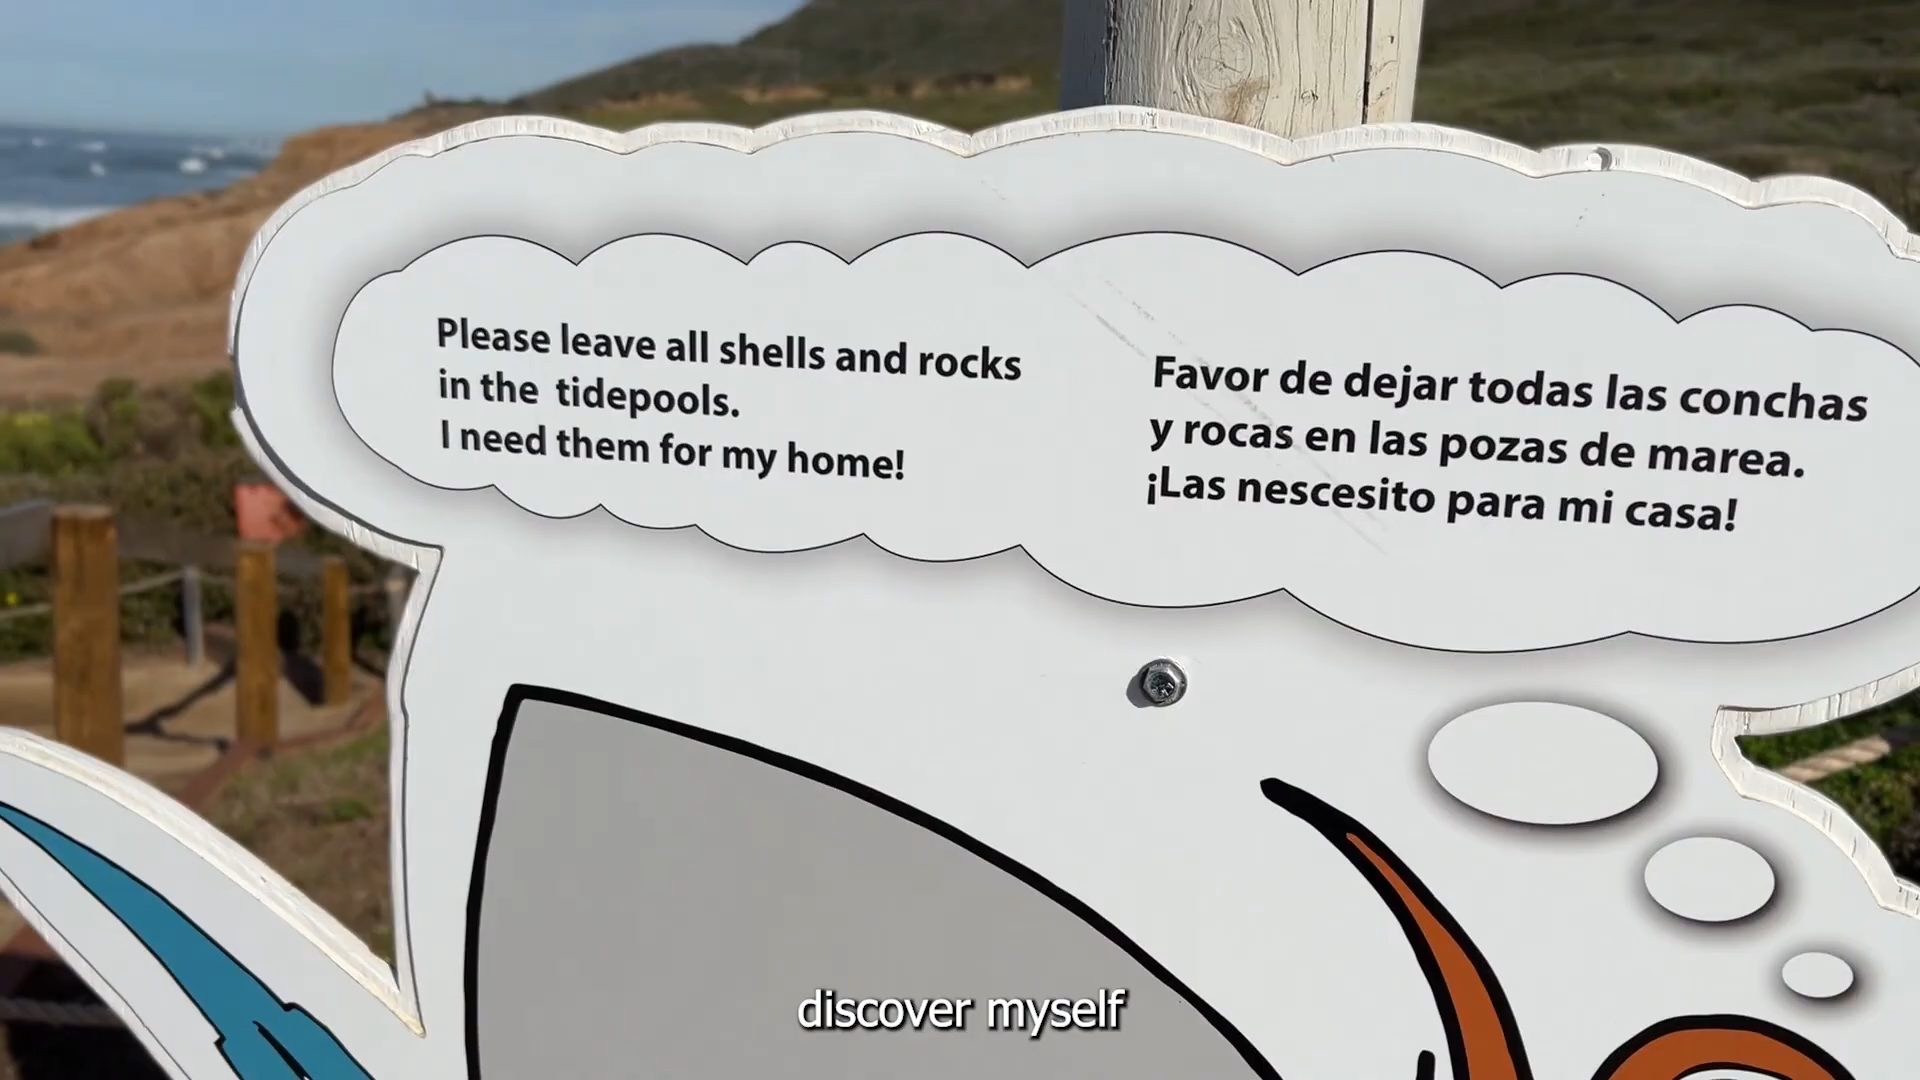 Please leave all shells and rocks
in the tidepools.
I need them for my home!
Favor de dejar todas las conchas
y rocas en las pozas de marea.
¡Las nescesito para mi casa!
discover myself